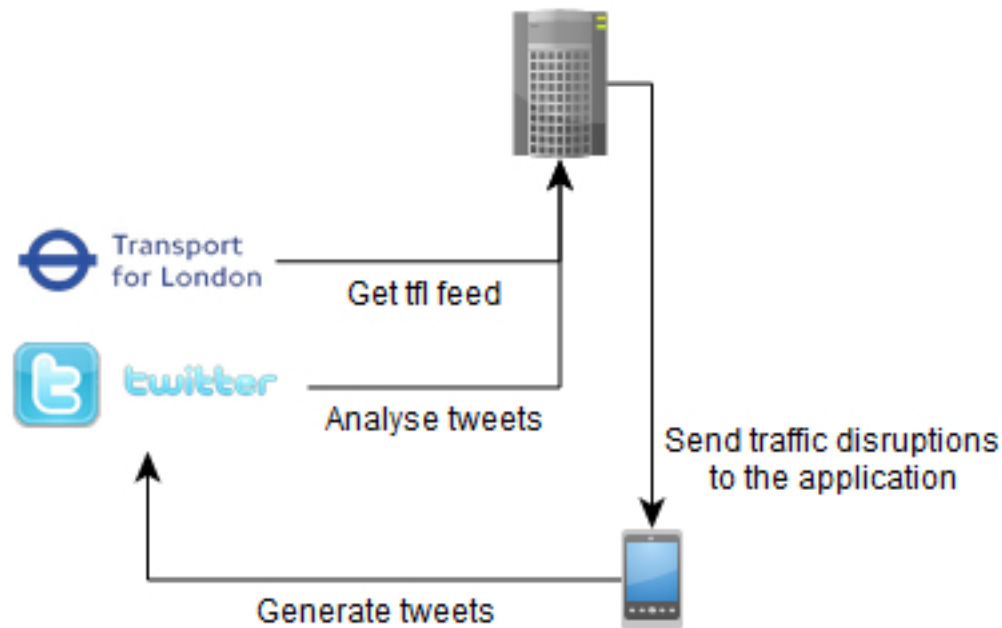 Transport
for London
Get tfl feed
t
twitter
Analyse tweets
Send traffic disruptions
to the application
Generate tweets